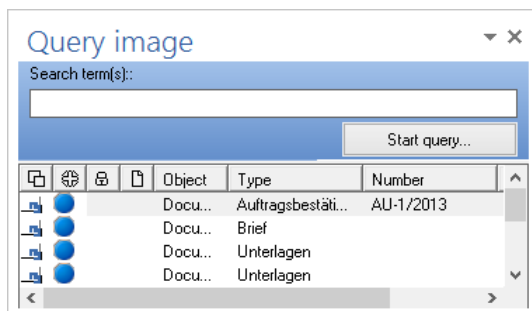 Query image
Search term(s)::
Start query...
Object Type Number
Docu... Auftragsbestäti... AU-1/2013
Docu... Brief
Docu... Unterlagen
Docu... Unterlagen